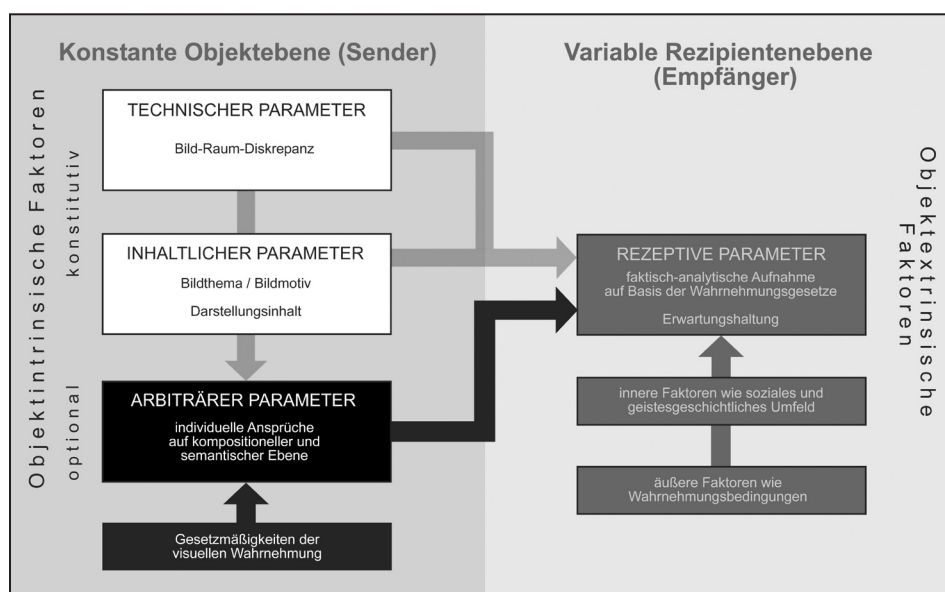 Konstante Objektebene (Sender)
Variable Rezipientenebene
(Empfänger)
Objektintrinsische Faktoren
konstitutiv
optional
TECHNISCHER PARAMETER
Bild-Raum-Diskrepanz
INHALTLICHER PARAMETER
Bildthema / Bildmotiv
Darstellungsinhalt
ARBITRÄRER PARAMETER
individuelle Ansprüche
auf kompositioneller und
semantischer Ebene
Gesetzmäßigkeiten der
visuellen Wahrnehmung
REZEPTIVE PARAMETER
faktisch-analytische Aufnahme
auf Basis der Wahrnehmungsgesetze
Erwartungshaltung
innere Faktoren wie soziales und
geistesgeschichtliches Umfeld
äußere Faktoren wie
Wahrnehmungsbedingungen
Objektextrinsische
Faktoren